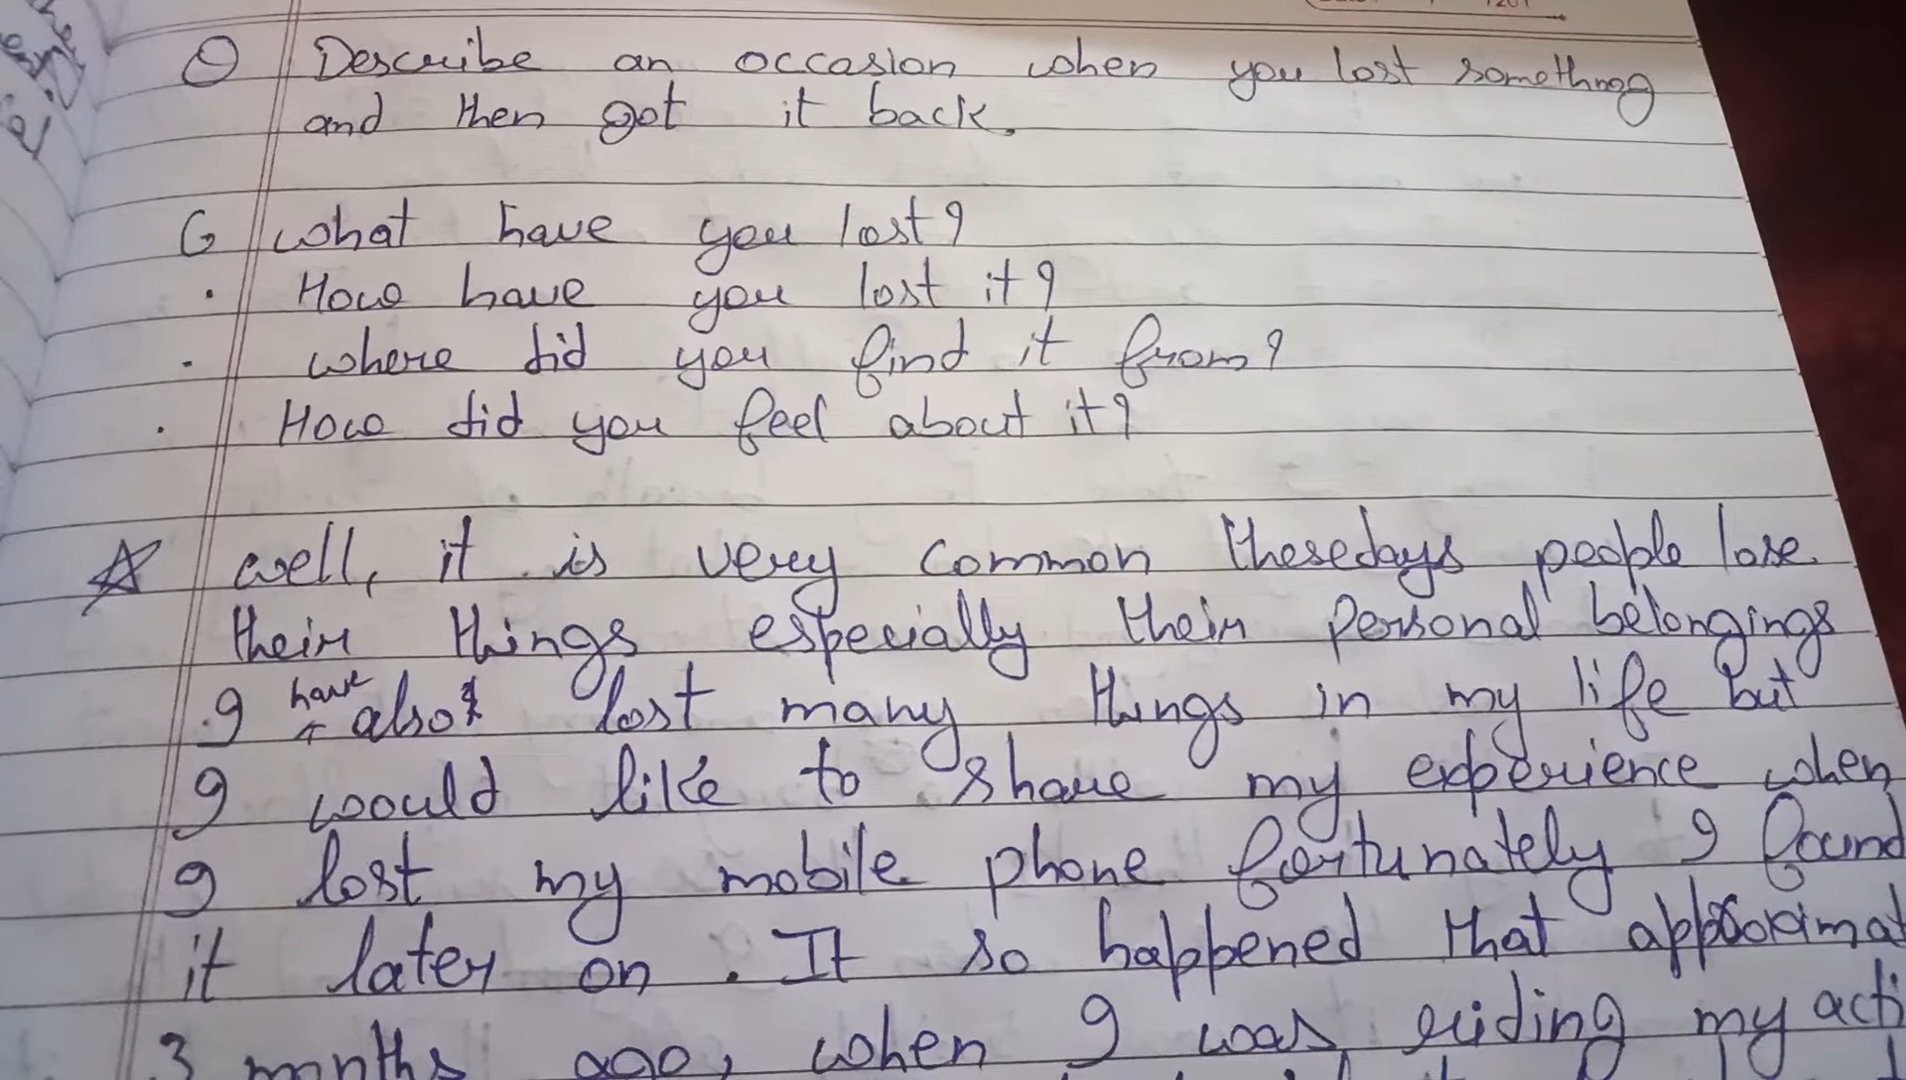 Describe an occasion when you lost something
and then got it back.
what have you lost?
· How have you lost it?
· where did you find it from?
· How did you feel about it?
well, it is very common thesedays people lose
their things especially their personal belongings
I have also lost many things in my life but
I would like to share my experience when
I lost my mobile phone fortunately I found
it later on. It so happened that approximat
3 months ago, when I was riding my acti